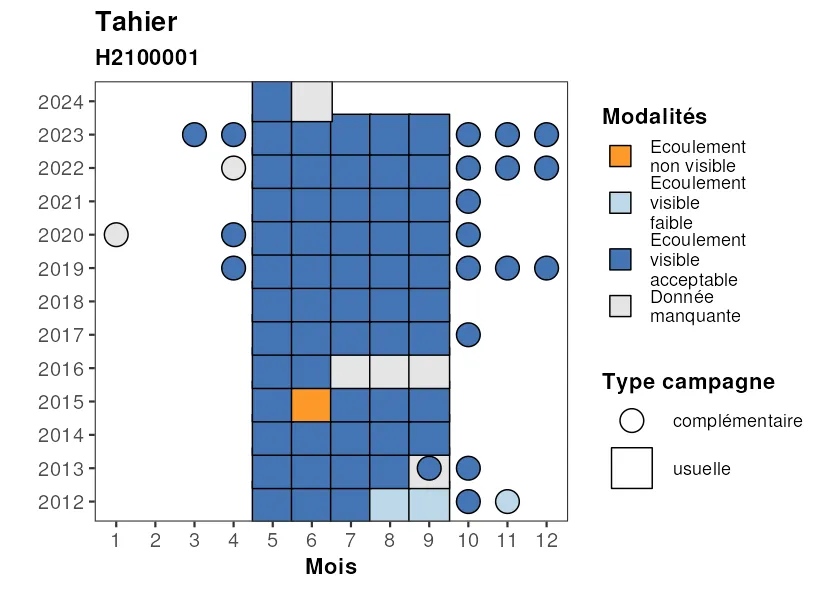 Tahier
H2100001
2024
2023
2022
2021
2020
2019
2018
2017
2016
2015
2014
2013
2012
1 2 3 4 5 6 7 8 9 10 11 12
Mois
Modalités
Ecoulement
non visible
Ecoulement
visible
faible
Ecoulement
visible
acceptable
Donnée
manquante
Type campagne
complémentaire
usuelle